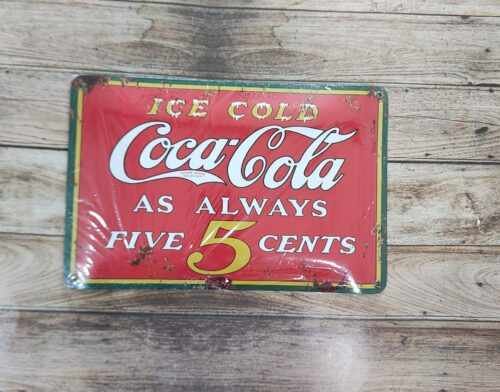 ICE COLD
Coca-Cola
AS ALWAYS
FIVE 5 CENTS